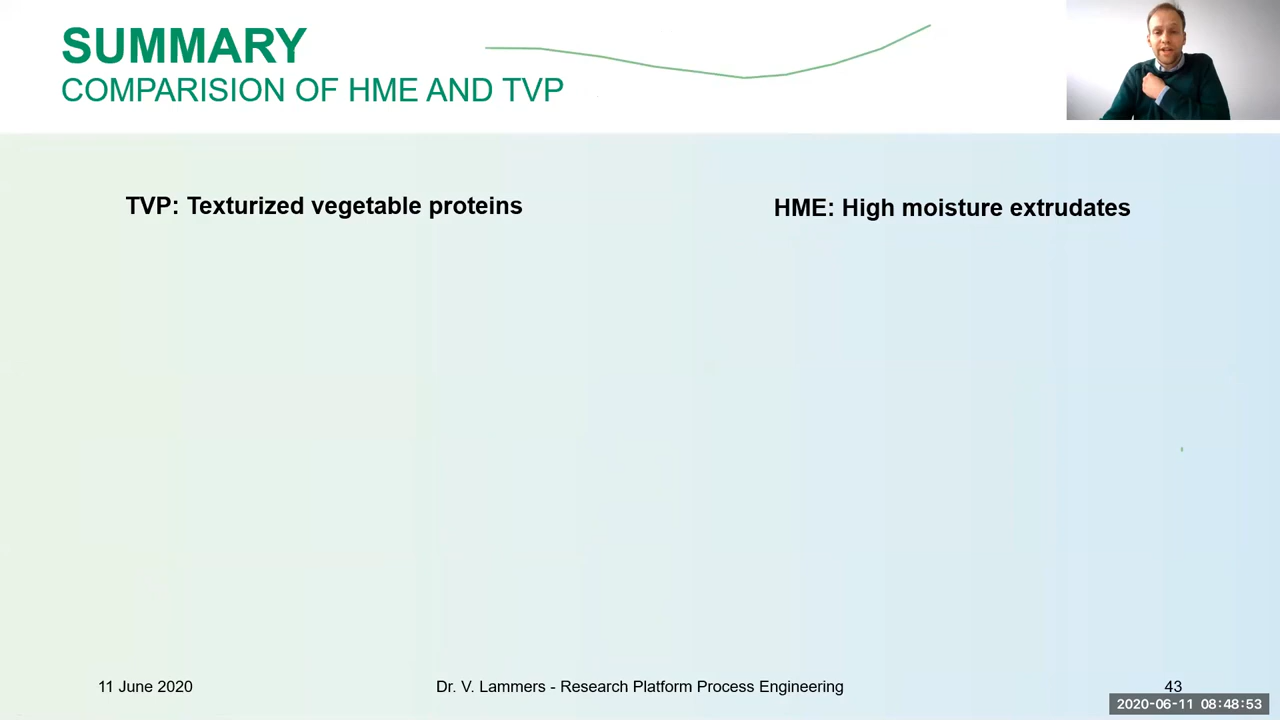 SUMMARY
COMPARISION OF HME AND TVP
TVP: Texturized vegetable proteins
HME: High moisture extrudates
11 June 2020
Dr. V. Lammers - Research Platform Process Engineering
43
2020-06-11 08:48:53